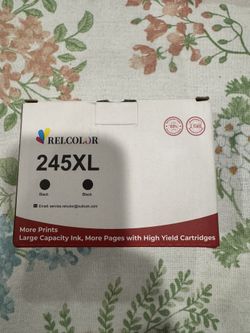 RELCOLOR
245XL
Black Black
More Prints
Large Capacity Ink, More Pages with High Yield Cartridges